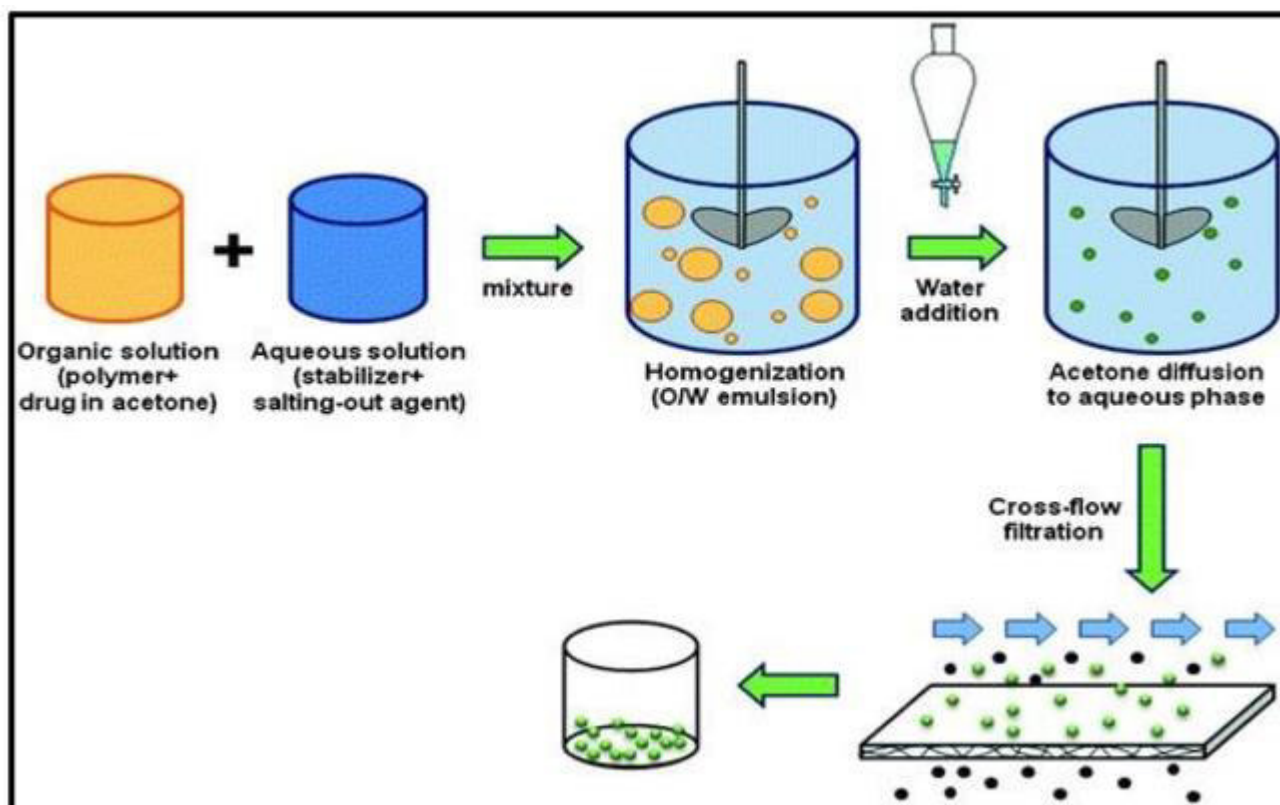 Organic solution
(polymer+
drug in acetone)
+
Aqueous solution
(stabilizer+
salting-out agent)
mixture
Homogenization
(O/W emulsion)
Water
addition
Acetone diffusion
to aqueous phase
Cross-flow
filtration